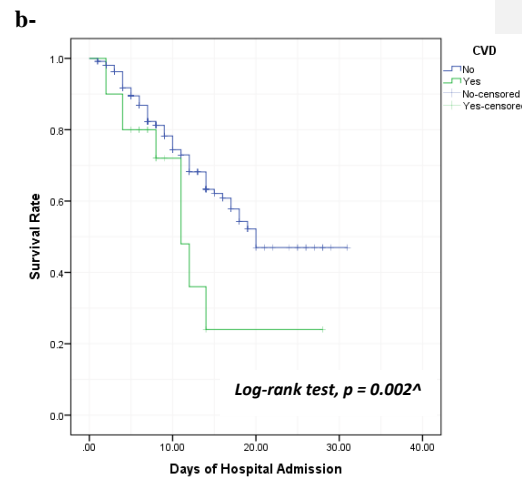 b-
CVD
No
Yes
No-censored
Yes-censored
1.0
0.8
0.6
0.4
0.2
0.0
Survival Rate
Log-rank test, p = 0.002^
.00 10.00 20.00 30.00 40.00
Days of Hospital Admission